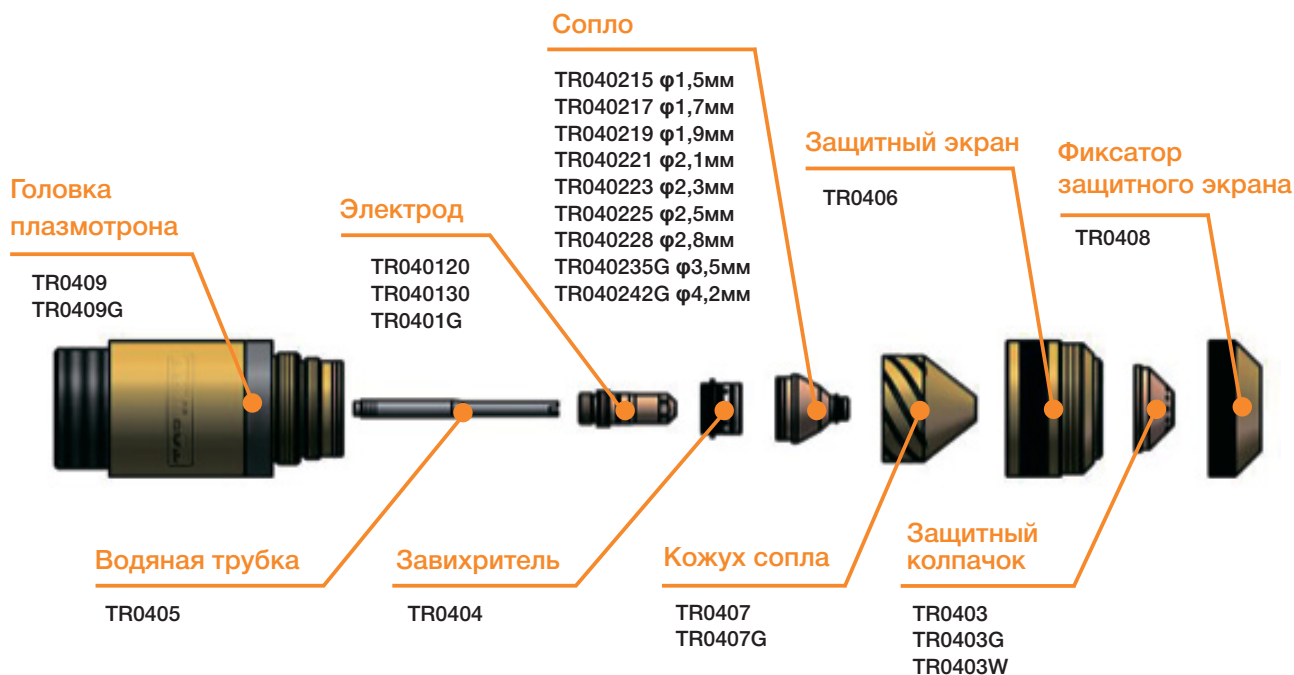 Сопло
TR040215 φ1,5мм
TR040217 φ1,7мм
TR040219 φ1,9мм
TR040221 φ2,1мм
TR040223 φ2,3мм
TR040225 φ2,5мм
TR040228 φ2,8мм
TR040235G φ3,5мм
TR040242G φ4,2мм
Защитный экран
TR0406
Фиксатор
защитного экрана
TR0408
Головка
плазмотрона
TR0409
TR0409G
Электрод
TR040120
TR040130
TR0401G
Водяная трубка
TR0405
Завихритель
TR0404
Кожух сопла
TR0407
TR0407G
Защитный
колпачок
TR0403
TR0403G
TR0403W